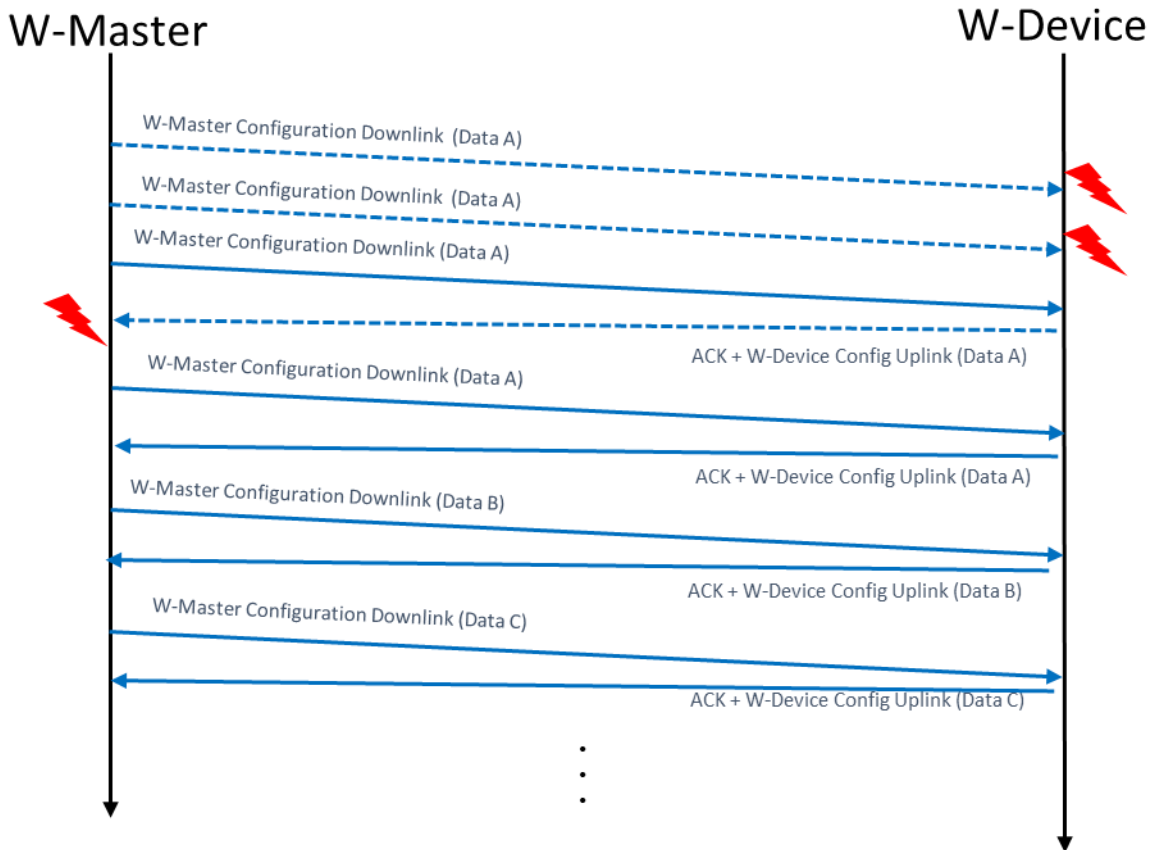 W-Master
W-Device
W-Master Configuration Downlink (Data A)
W-Master Configuration Downlink (Data A)
W-Master Configuration Downlink (Data A)
ACK + W-Device Config Uplink (Data A)
W-Master Configuration Downlink (Data A)
ACK + W-Device Config Uplink (Data A)
W-Master Configuration Downlink (Data B)
ACK + W-Device Config Uplink (Data B)
W-Master Configuration Downlink (Data C)
ACK + W-Device Config Uplink (Data C)